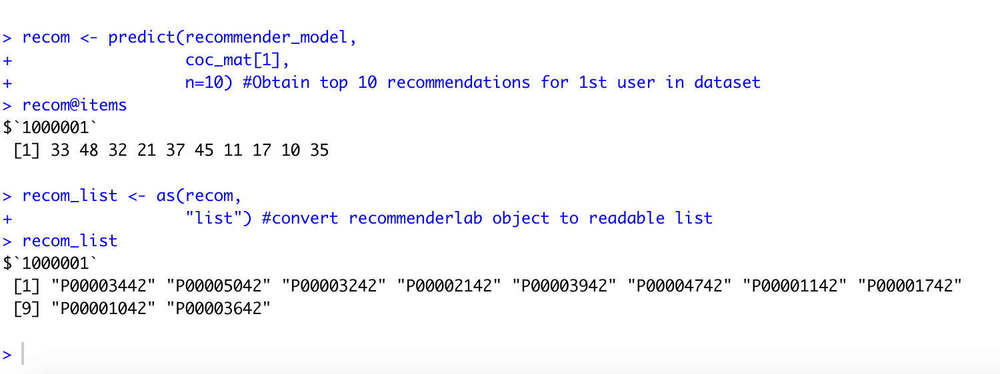 > recom <- predict(recommender_model,
+                  coc_mat[1],
+                  n=10) #Obtain top 10 recommendations for 1st user in dataset
> recom@items
$`1000001`
 [1] 33 48 32 21 37 45 11 17 10 35
> recom_list <- as(recom,
+                  "list") #convert recommenderlab object to readable list
> recom_list
$`1000001`
 [1] "P00003442" "P00005042" "P00003242" "P00002142" "P00003942" "P00004742" "P00001142" "P00001742"
 [9] "P00001042" "P00003642"
>